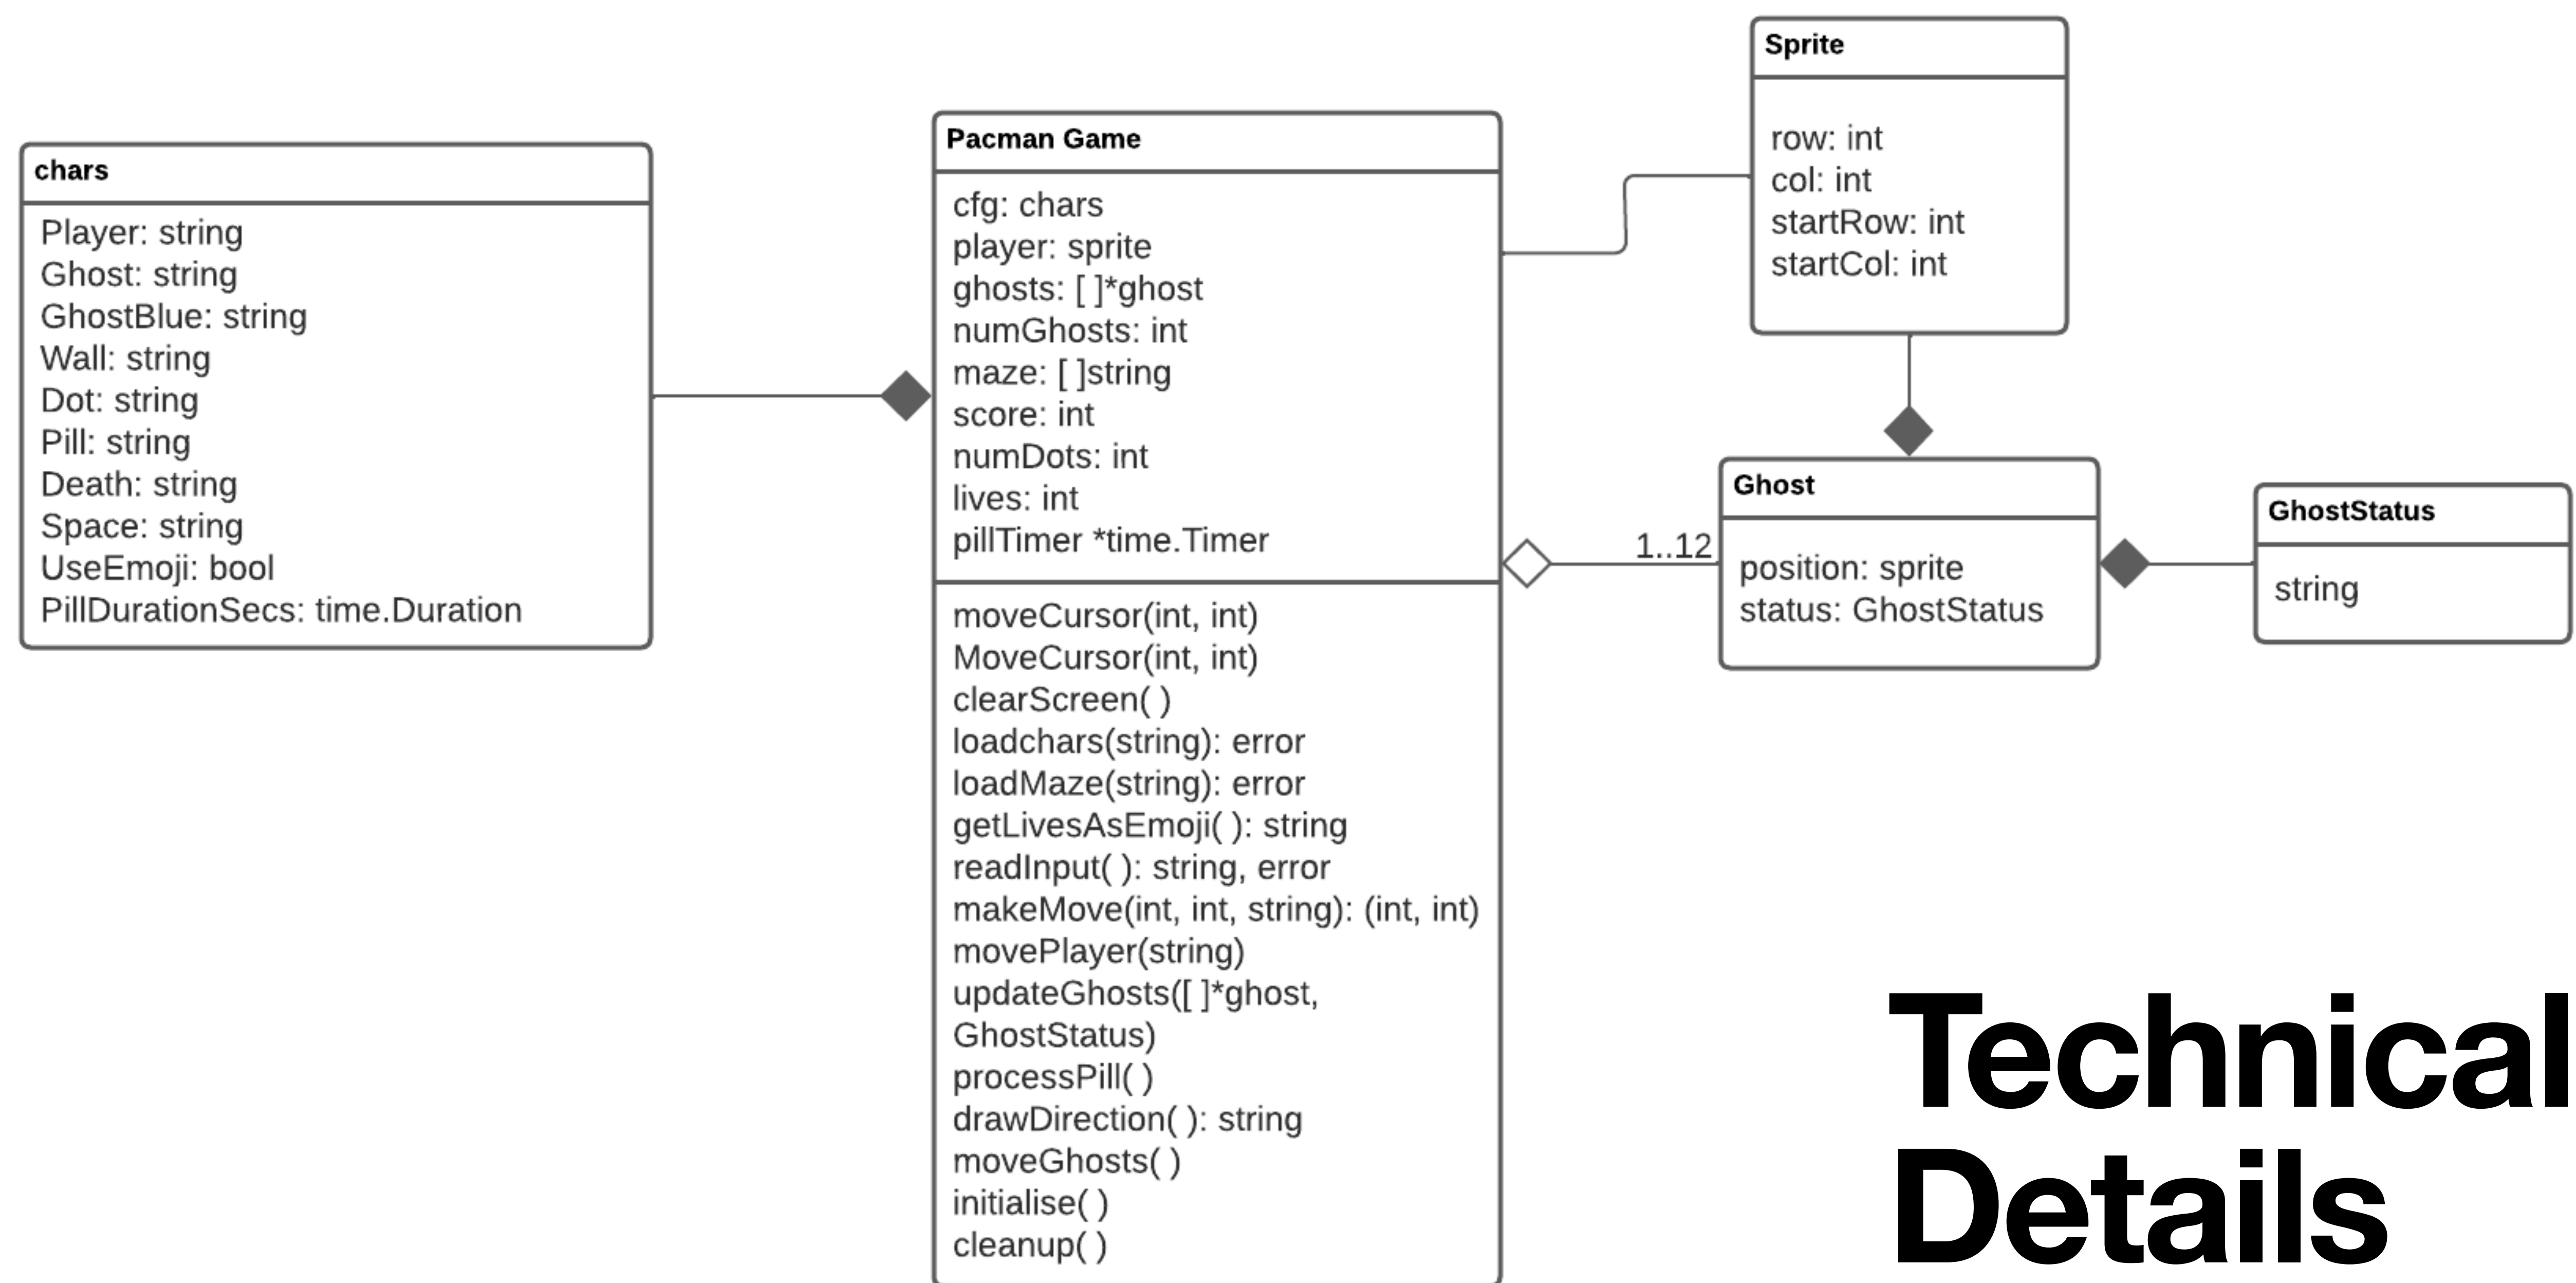 chars
Player: string
Ghost: string
GhostBlue: string
Wall: string
Dot: string
Pill: string
Death: string
Space: string
UseEmoji: bool
PillDurationSecs: time.Duration
Pacman Game
cfg: chars
player: sprite
ghosts: [ ]*ghost
numGhosts: int
maze: [ ]string
score: int
numDots: int
lives: int
pillTimer *time.Timer
moveCursor(int, int)
MoveCursor(int, int)
clearScreen( )
loadchars(string): error
loadMaze(string): error
getLivesAsEmoji( ): string
readInput( ): string, error
makeMove(int, int, string): (int, int)
movePlayer(string)
updateGhosts([ ]*ghost,
GhostStatus)
processPill( )
drawDirection( ): string
moveGhosts( )
initialise( )
cleanup( )
Sprite
row: int
col: int
startRow: int
startCol: int
1..12
Ghost
position: sprite
status: GhostStatus
GhostStatus
string
Technical
Details